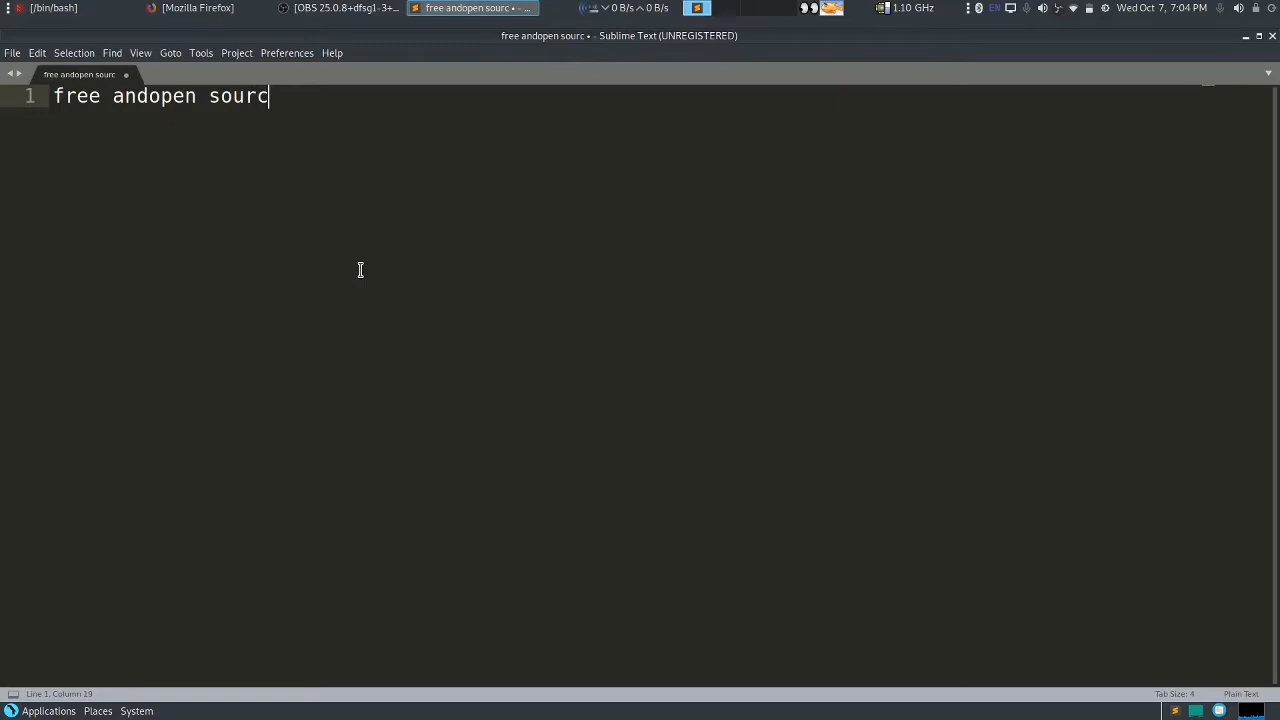 [/bin/bash] [Mozilla Firefox] [OBS 25.0.8+dfsg1-3+... free andopen sourc • - ... 0 B/s 0 B/s 1.10 GHz EN Wed Oct 7, 7:04 PM
free andopen sourc • - Sublime Text (UNREGISTERED)
File Edit Selection Find View Goto Tools Project Preferences Help
free andopen sourc
1 free andopen sourc
Line 1, Column 19 Tab Size: 4 Plain Text
Applications Places System